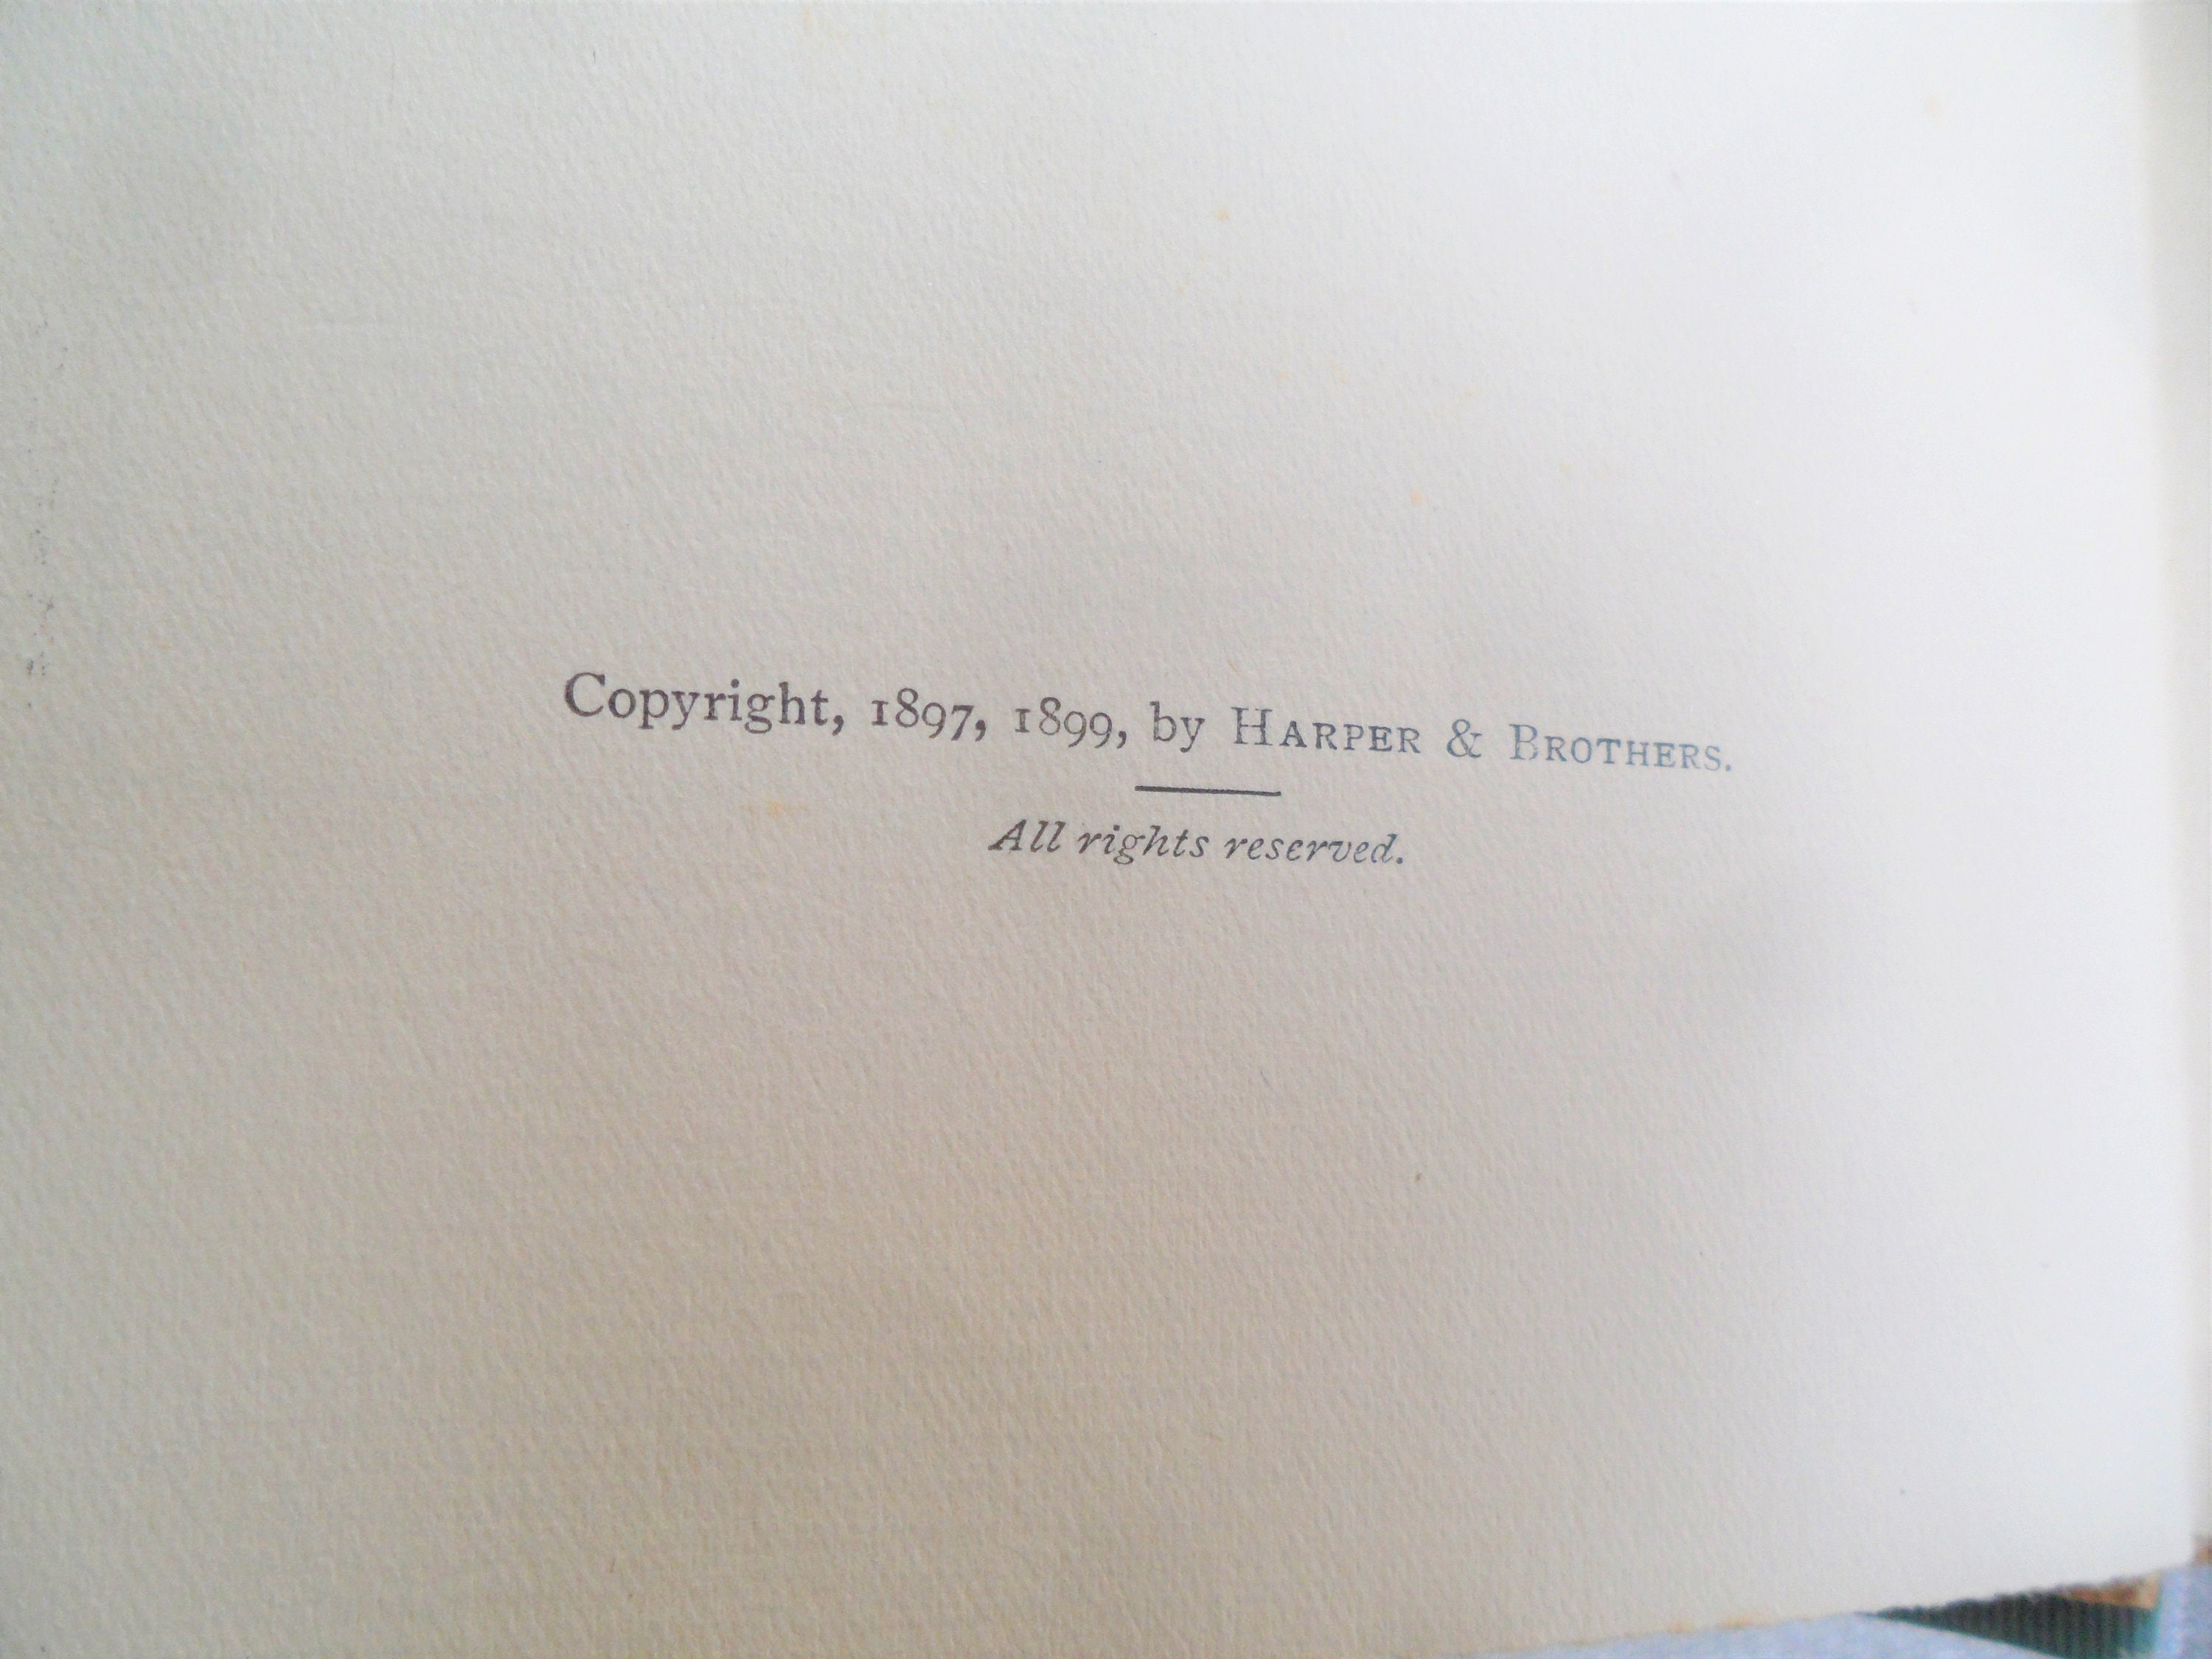 Copyright, 1897, 1899, by HARPER & BROTHERS.
All rights reserved.